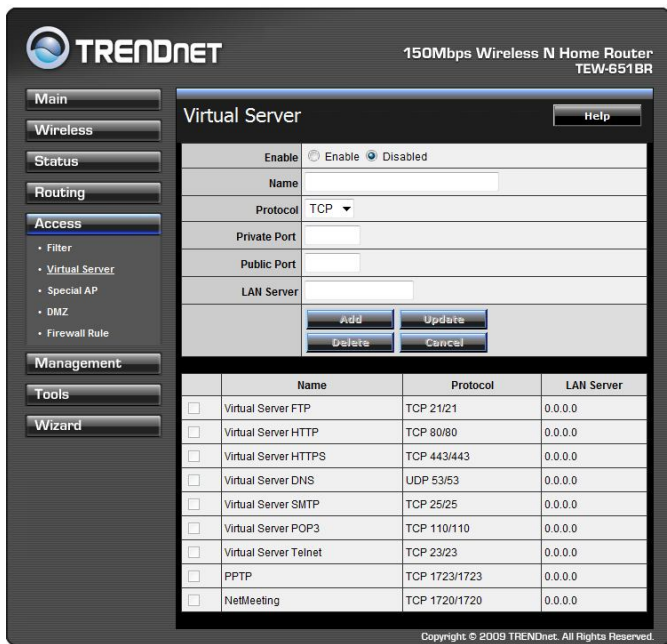 TRENDNET
150Mbps Wireless N Home Router
TEW-651BR
Main
Wireless
Status
Routing
Access
• Filter
• Virtual Server
• Special AP
• DMZ
• Firewall Rule
Management
Tools
Wizard
Virtual Server
Help
Enable Enable Disabled
Name
Protocol TCP
Private Port
Public Port
LAN Server
Add Update
Delete Cancel
Name Protocol LAN Server
Virtual Server FTP TCP 21/21 0.0.0.0
Virtual Server HTTP TCP 80/80 0.0.0.0
Virtual Server HTTPS TCP 443/443 0.0.0.0
Virtual Server DNS UDP 53/53 0.0.0.0
Virtual Server SMTP TCP 25/25 0.0.0.0
Virtual Server POP3 TCP 110/110 0.0.0.0
Virtual Server Telnet TCP 23/23 0.0.0.0
PPTP TCP 1723/1723 0.0.0.0
NetMeeting TCP 1720/1720 0.0.0.0
Copyright © 2009 TRENDnet. All Rights Reserved.